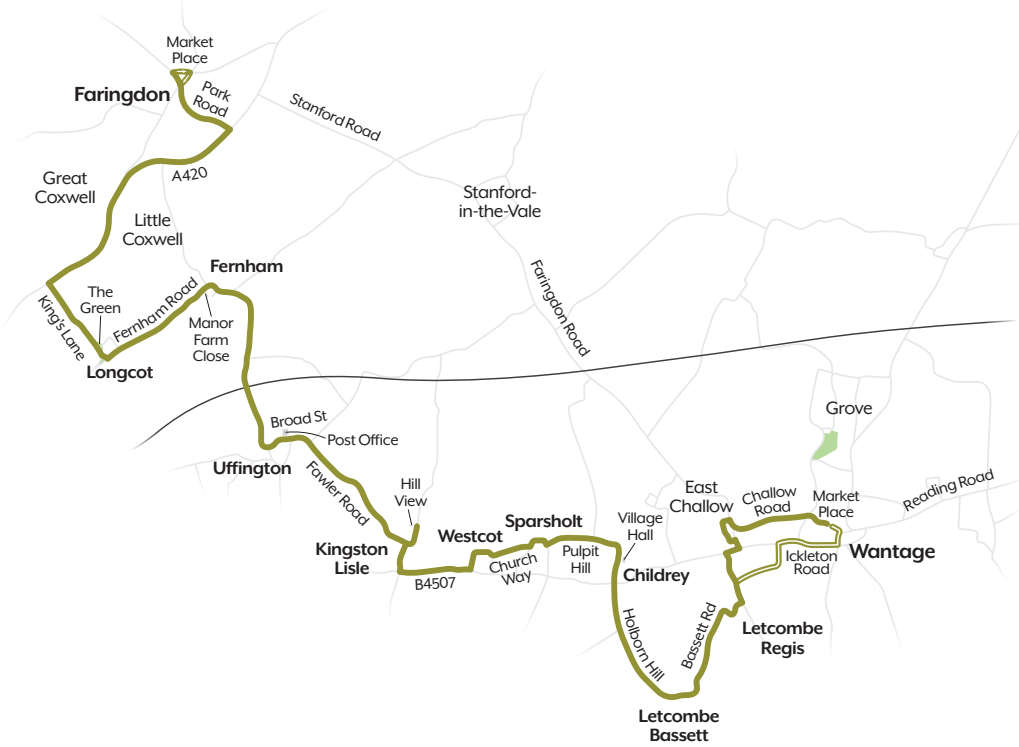 Market
Place
Faringdon
Park
Road
Stanford Road
A420
Great
Coxwell
Little
Coxwell
Stanford-
in-the-Vale
Fernham
The
Green
King's Lane
Fernham Road
Manor
Farm
Close
Longcot
Faringdon Road
Broad St
Post Office
Uffington
Fawler Road
Hill
View
Kingston
Lisle
B4507
Westcot
Church
Way
Sparsholt
Pulpit
Hill
Village
Hall
Childrey
Holborn Hill
Letcombe
Bassett
Bassett Rd
Letcombe
Regis
East
Challow
Challow
Road
Grove
Market
Place
Reading Road
Ickleton
Road
Wantage